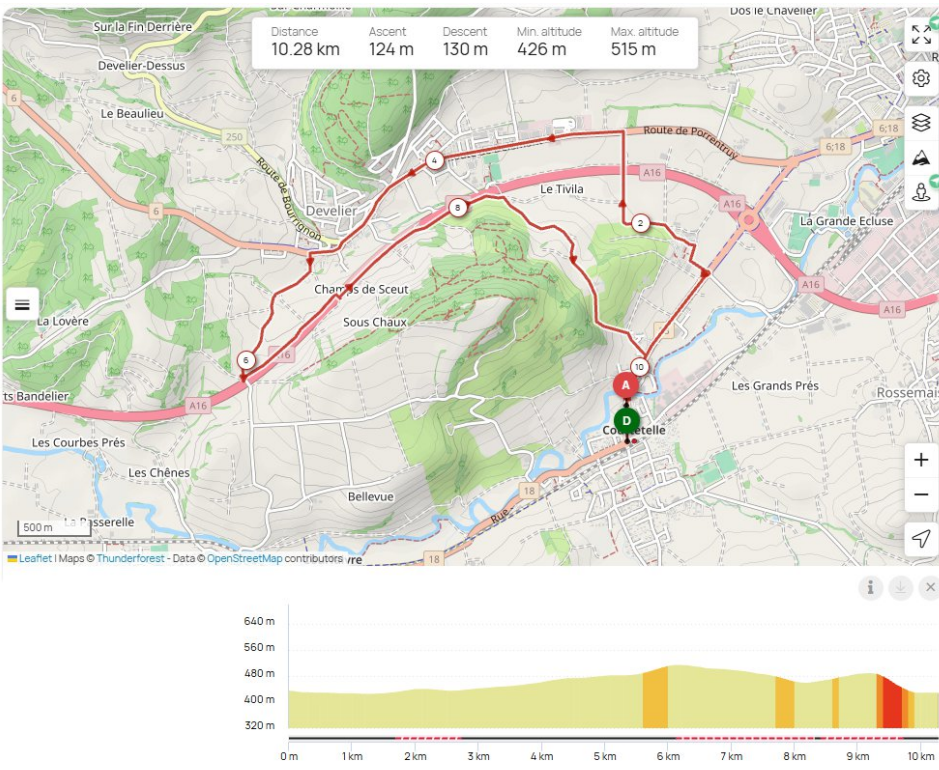 Dos le Chavelier
Sur la Fin Derrière
Distance
10.28 km
Ascent
124 m
Descent
130 m
Min. altitude
426 m
Max. altitude
515 m
Develier-Dessus
6
Le Beaulieu
250
Route de Porrentruy
6;18
6;18
4
Route de Bourrignon
A16
Le Tivila
Develier
8
A16
6
2
La Grande Ecluse
A16
Champs de Sceut
A16
La Lovère
Sous Chaux
6
10
A
Les Grands Prés
Rossemai
ts Bandelier
A16
D
Les Courbes Prés
Les Chênes
18
Bellevue
Rue
500 m
La Passerelle
18
Leaflet | Maps © Thunderforest - Data © OpenStreetMap contributors
+
−
i
640 m
560 m
480 m
400 m
320 m
0 m
1 km
2 km
3 km
4 km
5 km
6 km
7 km
8 km
9 km
10 km